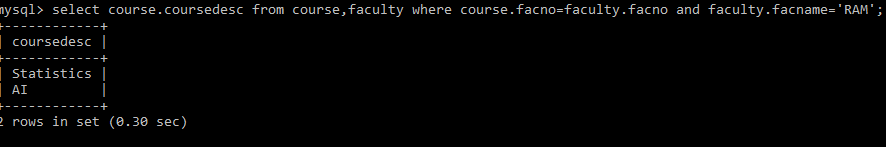 mysql> select course.coursedesc from course,faculty where course.facno=faculty.facno and faculty.facname='RAM';
+------------+
| coursedesc |
+------------+
| Statistics |
| AI         |
+------------+
2 rows in set (0.30 sec)